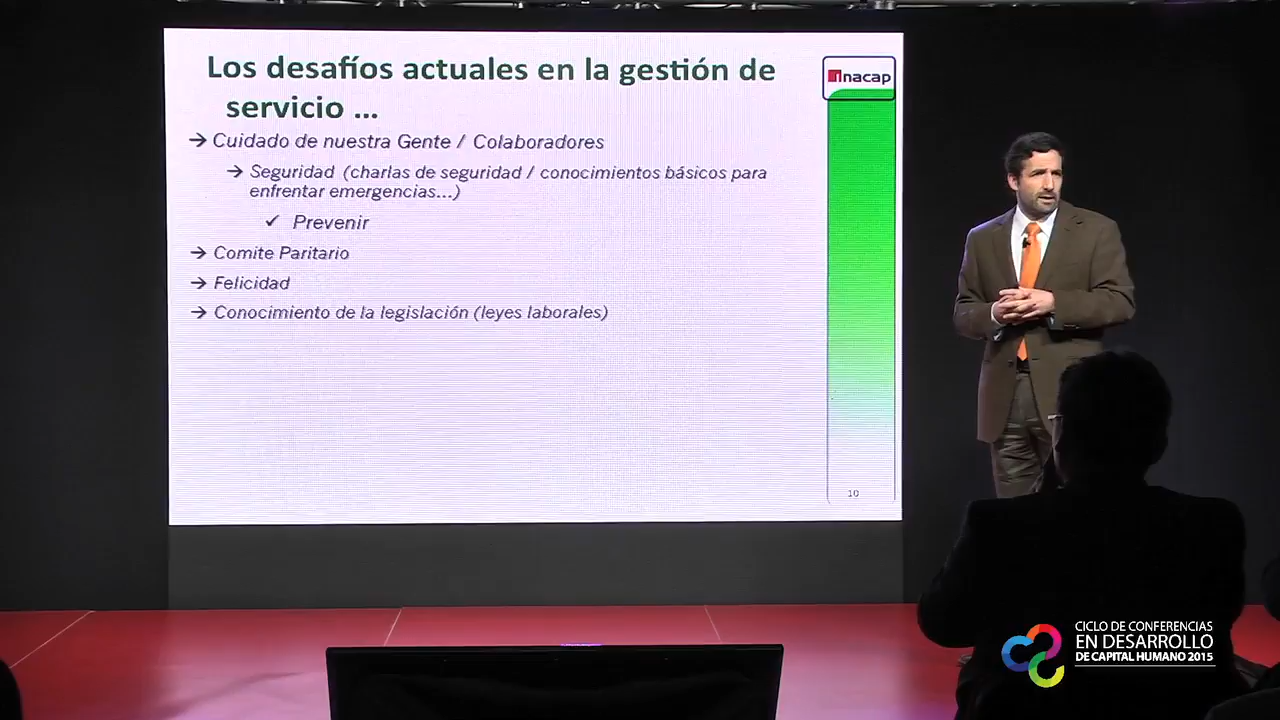 Los desafíos actuales en la gestión de
servicio ...
inacap
→ Cuidado de nuestra Gente / Colaboradores
→ Seguridad (charlas de seguridad / conocimientos básicos para
enfrentar emergencias...)
✓ Prevenir
→ Comite Paritario
→ Felicidad
→ Conocimiento de la legislación (leyes laborales)
10
CICLO DE CONFERENCIAS
EN DESARROLLO
DE CAPITAL HUMANO 2015